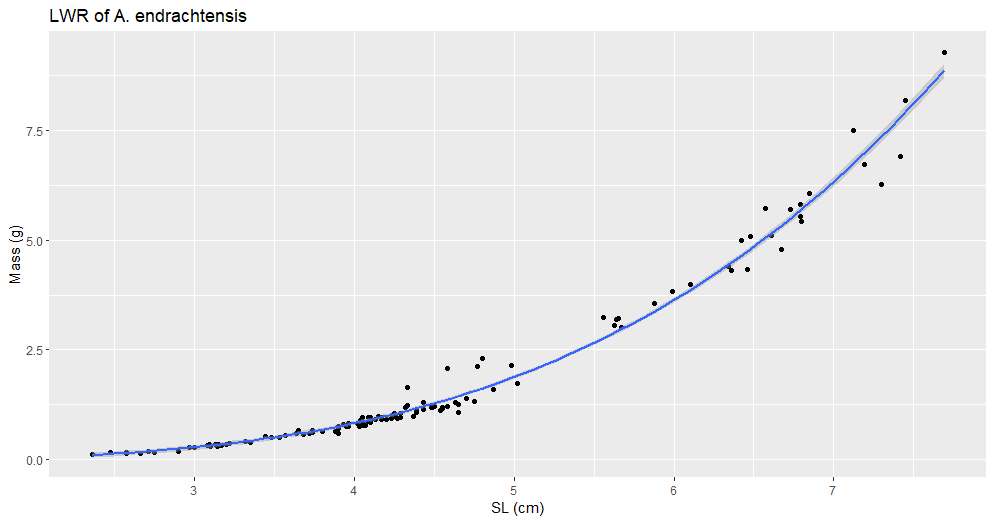 LWR of A. endrachtensis
Mass (g)
7.5
5.0
2.5
0.0
3 4 5 6 7
SL (cm)